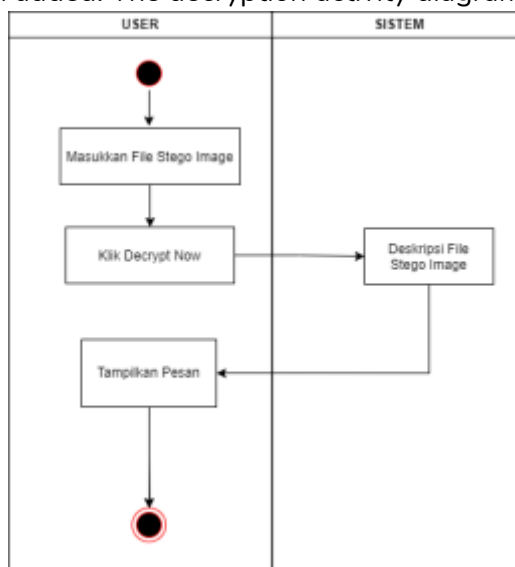 USER
SISTEM
Masukkan File Stego Image
Klik Decrypt Now
Deskripsi File
Stego Image
Tampilkan Pesan